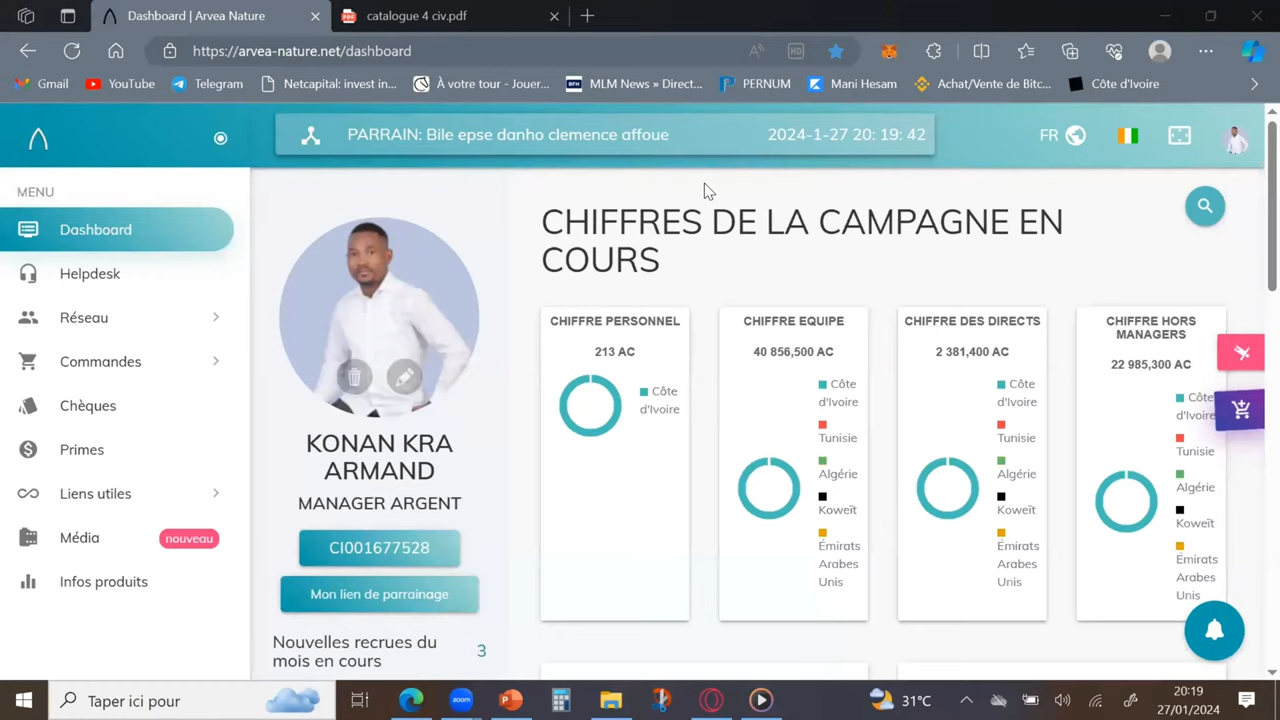 Dashboard | Arvea Nature
catalogue 4 civ.pdf
https://arvea-nature.net/dashboard
Gmail
YouTube
Telegram
Netcapital: invest in...
À votre tour - Jouer...
MLM News » Direct...
PERNUM
Mani Hesam
Achat/Vente de Bitc...
Côte d'Ivoire
PARRAIN: Bile epse danho clemence affoue
2024-1-27 20: 19: 42
FR
MENU
Dashboard
Helpdesk
Réseau
Commandes
Chèques
Primes
Liens utiles
Média
nouveau
Infos produits
KONAN KRA
ARMAND
MANAGER ARGENT
CI001677528
Mon lien de parrainage
Nouvelles recrues du
mois en cours
3
CHIFFRES DE LA CAMPAGNE EN
COURS
CHIFFRE PERSONNEL
213 AC
Côte
d'Ivoire
CHIFFRE EQUIPE
40 856,500 AC
Côte
d'Ivoire
Tunisie
Algérie
Koweït
Émirats
Arabes
Unis
CHIFFRE DES DIRECTS
2 381,400 AC
Côte
d'Ivoire
Tunisie
Algérie
Koweït
Émirats
Arabes
Unis
CHIFFRE HORS
MANAGERS
22 985,300 AC
Côte
d'Ivoire
Tunisie
Algérie
Koweït
Émirats
Arabes
Unis
Taper ici pour
zoom
31°C
20:19
27/01/2024